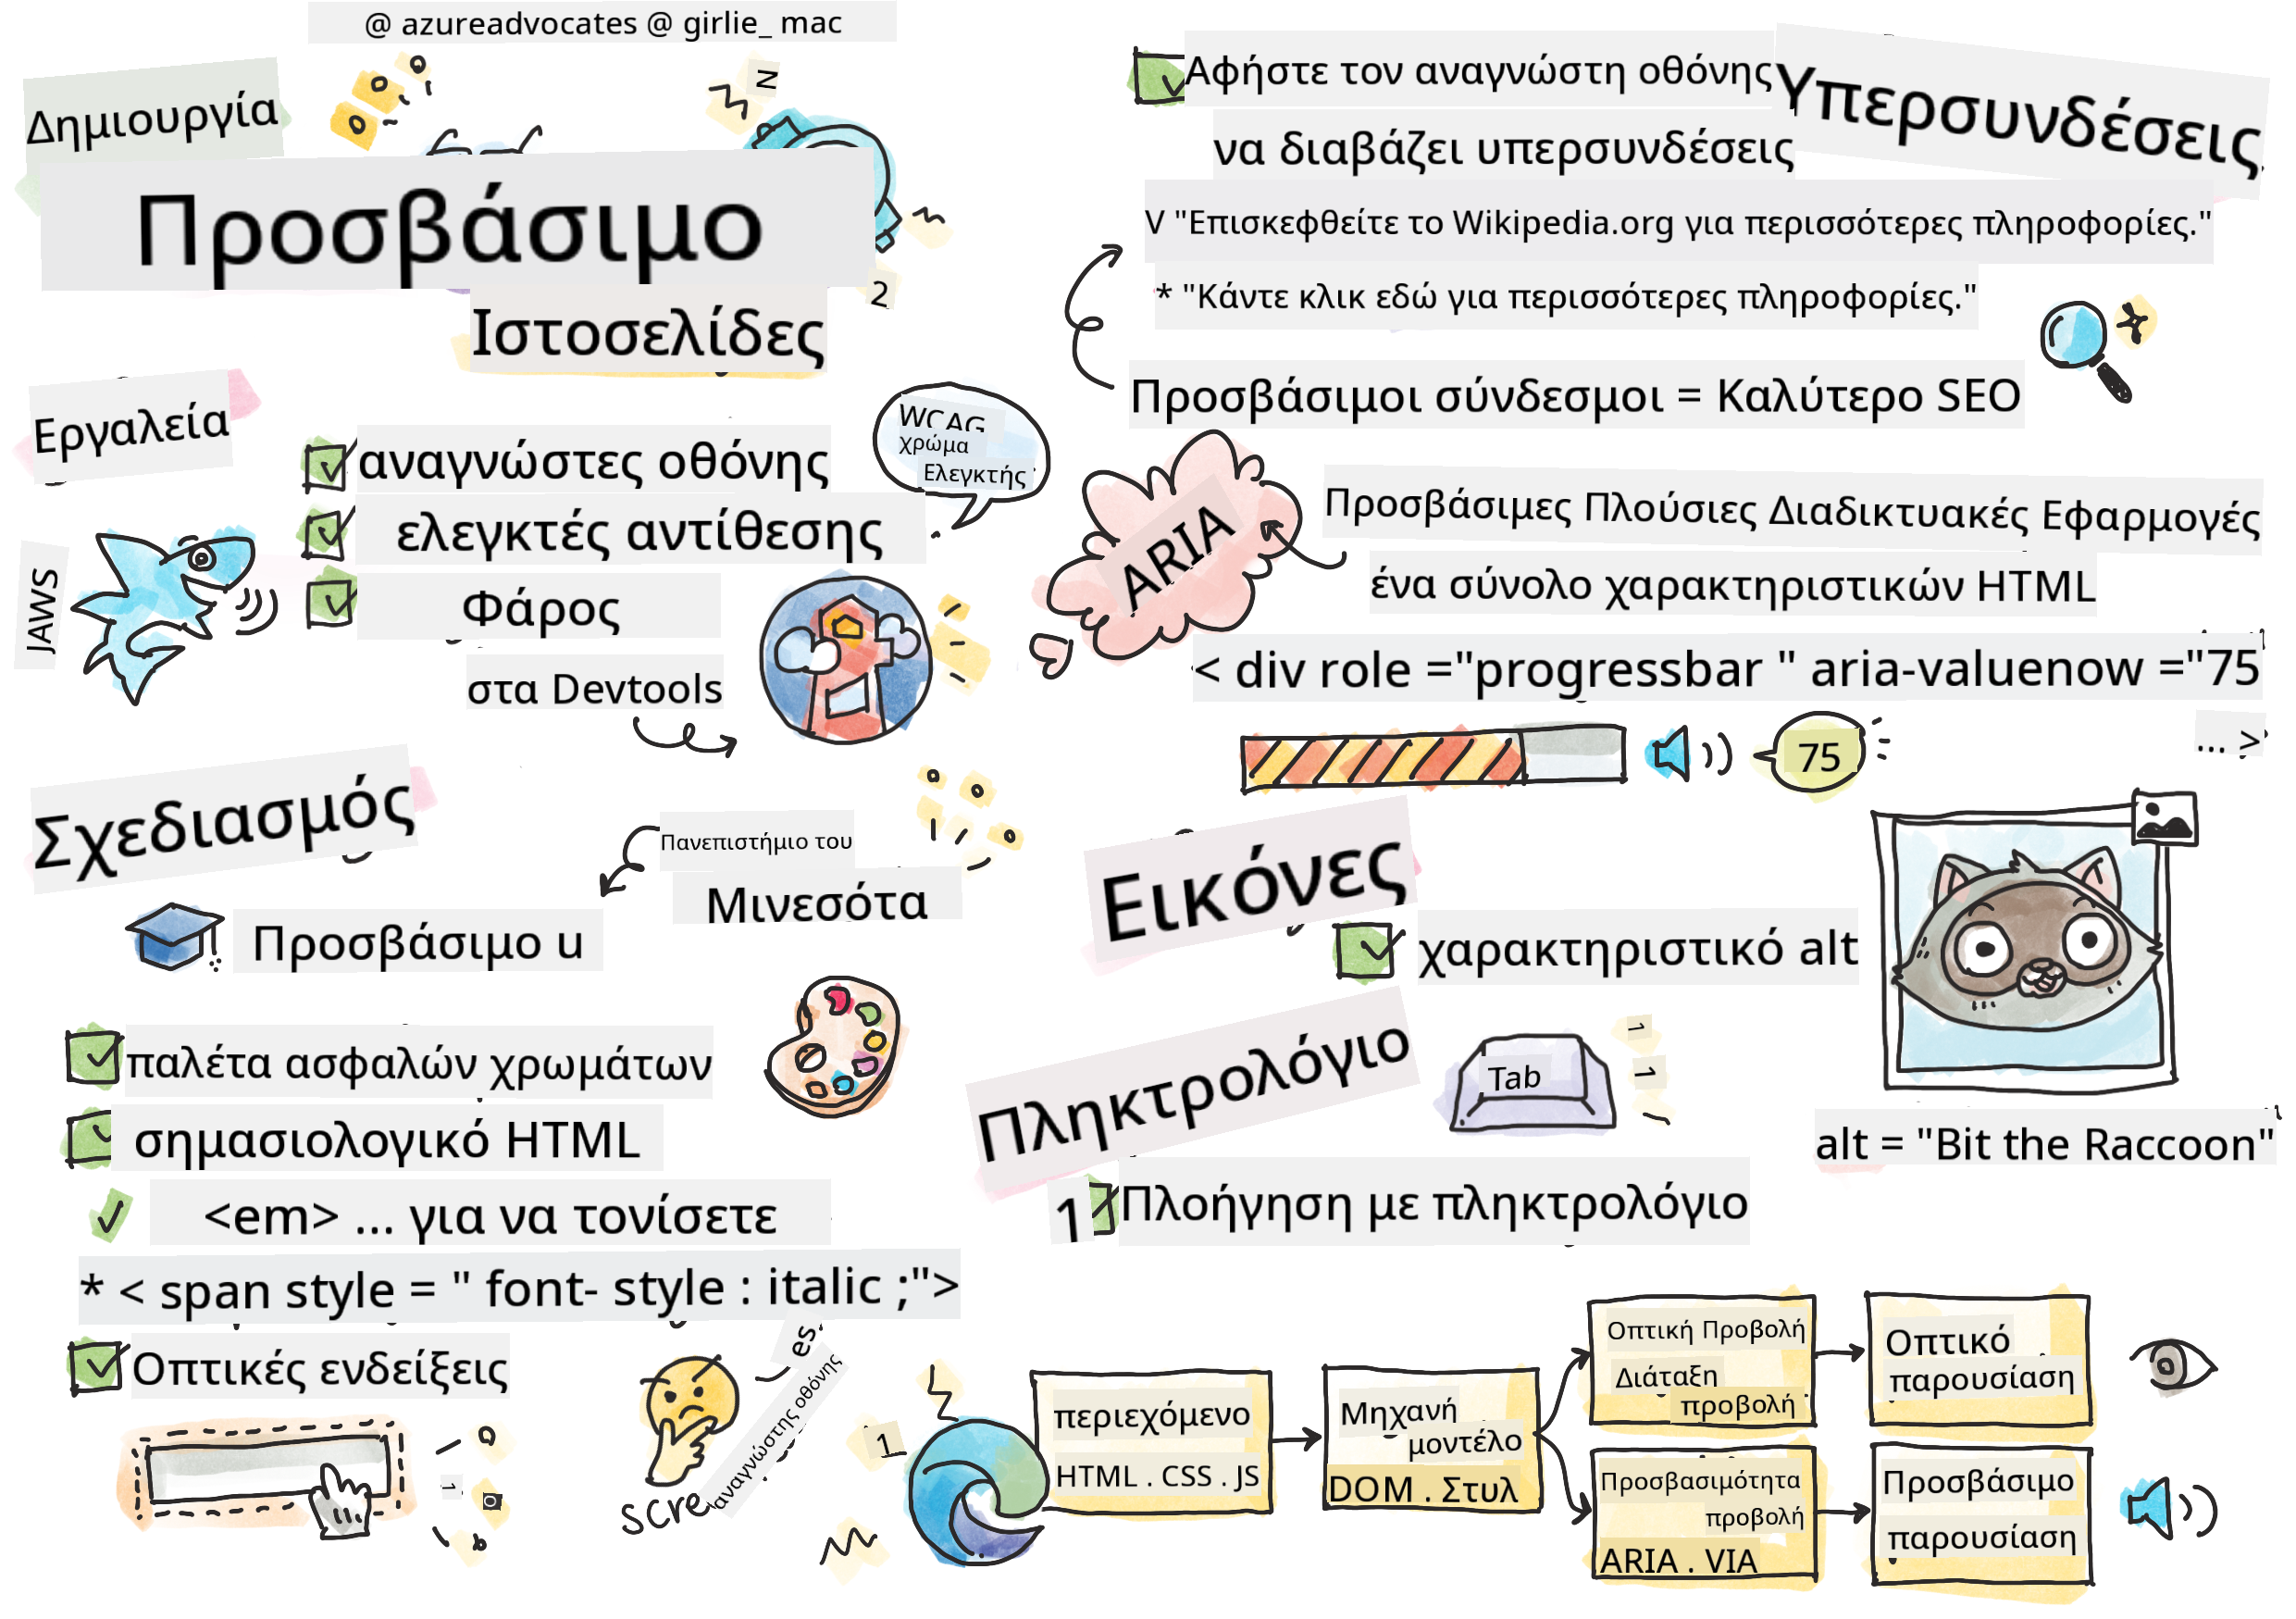 @ azureadvocates @ girlie_ mac
Δημιουργία
Προσβάσιμο
Ιστοσελίδες
N
2
Εργαλεία
αναγνώστες οθόνης
ελεγκτές αντίθεσης
Φάρος
στα Devtools
JAWS
WCAG
χρώμα
Ελεγκτής
Σχεδιασμός
Πανεπιστήμιο του
Μινεσότα
Προσβάσιμο u
παλέτα ασφαλών χρωμάτων
σημασιολογικό HTML
<em> ... για να τονίσετε
* < span style = " font- style : italic ;">
Οπτικές ενδείξεις
es
αναγνώστης οθόνης
scre
Αφήστε τον αναγνώστη οθόνης
να διαβάζει υπερσυνδέσεις
Υπερσυνδέσεις
V "Επισκεφθείτε το Wikipedia.org για περισσότερες πληροφορίες."
* "Κάντε κλικ εδώ για περισσότερες πληροφορίες."
Προσβάσιμοι σύνδεσμοι = Καλύτερο SEO
ARIA
Προσβάσιμες Πλούσιες Διαδικτυακές Εφαρμογές
ένα σύνολο χαρακτηριστικών HTML
< div role ="progressbar " aria-valuenow ="75
... >
75
Εικόνες
χαρακτηριστικό alt
alt = "Bit the Raccoon"
Πληκτρολόγιο
Tab
1
1
1
Πλοήγηση με πληκτρολόγιο
1
1
περιεχόμενο
HTML . CSS . JS
Μηχανή
μοντέλο
DOM . Στυλ
Οπτική Προβολή
Διάταξη
προβολή
Οπτικό
παρουσίαση
Προσβασιμότητα
προβολή
ARIA . VIA
Προσβάσιμο
παρουσίαση